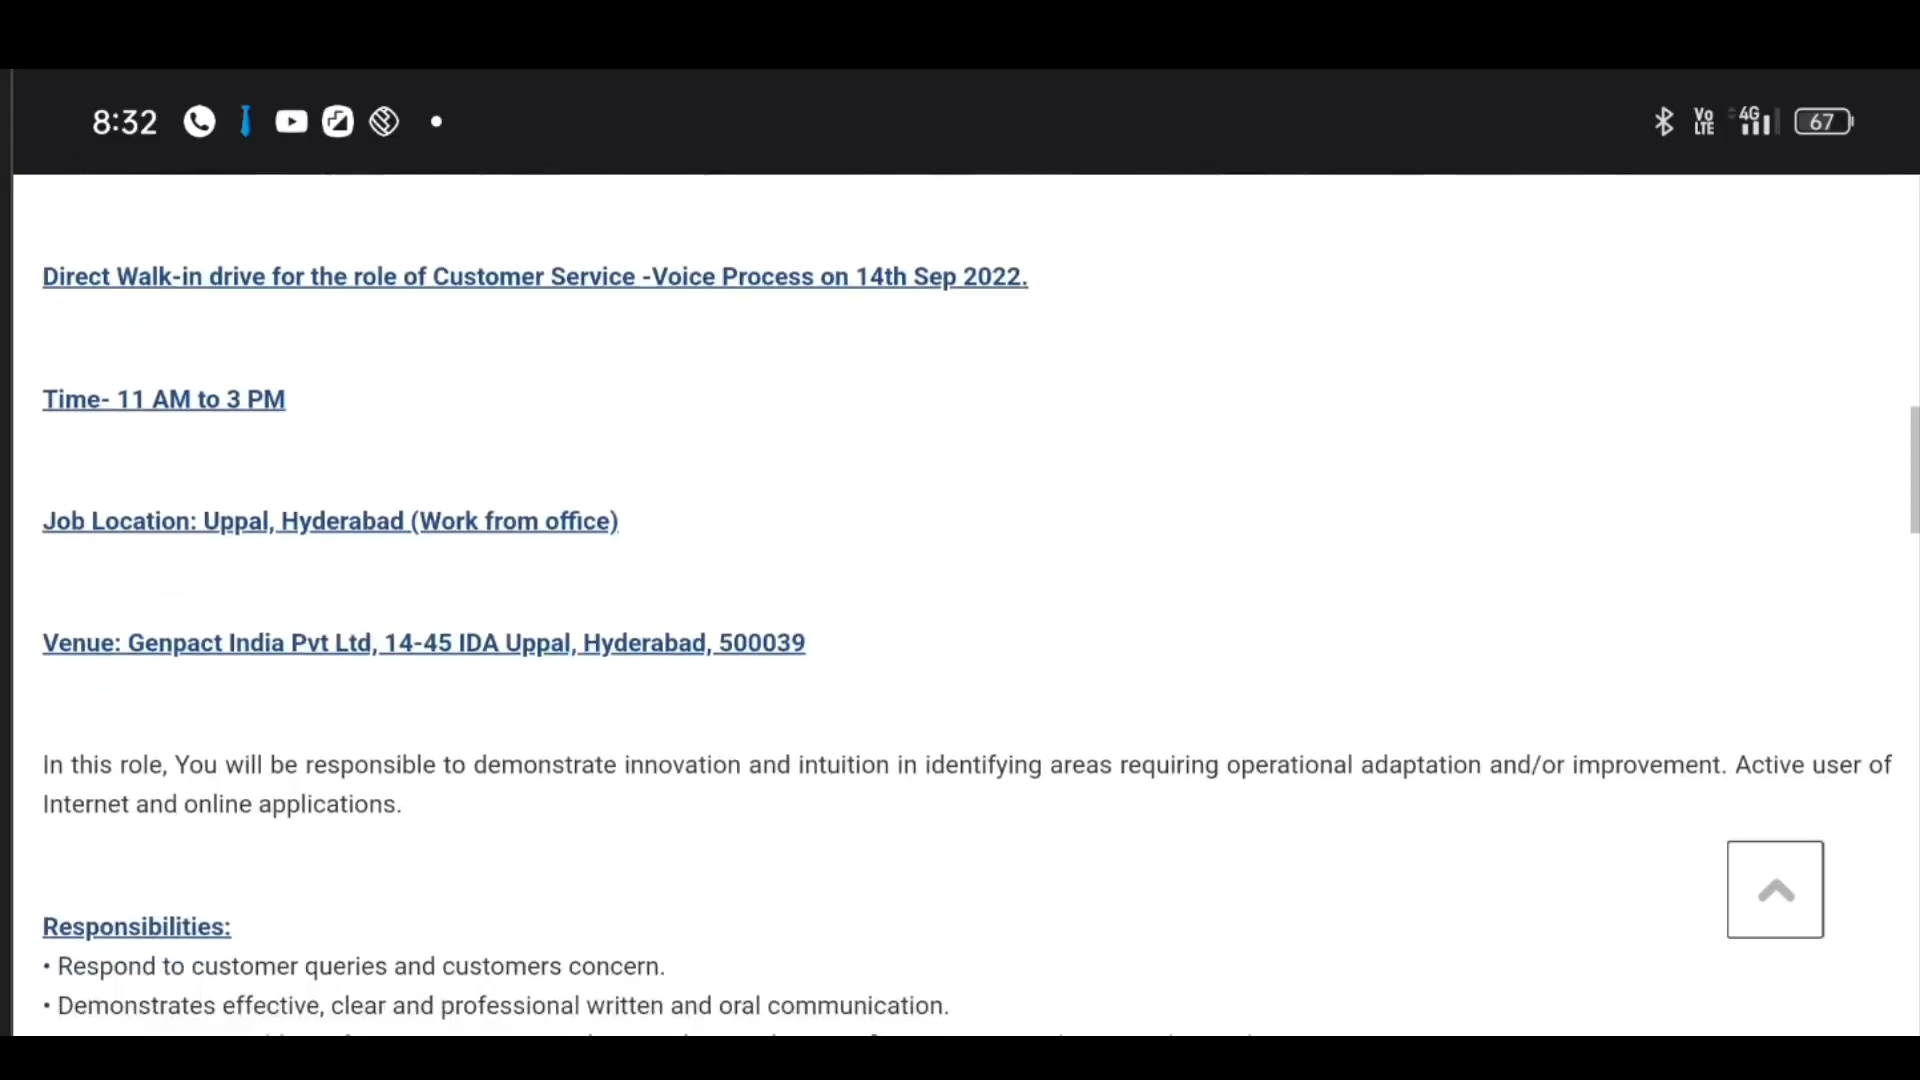 8:32
Vo LTE 4G 67
Direct Walk-in drive for the role of Customer Service -Voice Process on 14th Sep 2022.
Time- 11 AM to 3 PM
Job Location: Uppal, Hyderabad (Work from office)
Venue: Genpact India Pvt Ltd, 14-45 IDA Uppal, Hyderabad, 500039
In this role, You will be responsible to demonstrate innovation and intuition in identifying areas requiring operational adaptation and/or improvement. Active user of
Internet and online applications.
Responsibilities:
• Respond to customer queries and customers concern.
• Demonstrates effective, clear and professional written and oral communication.